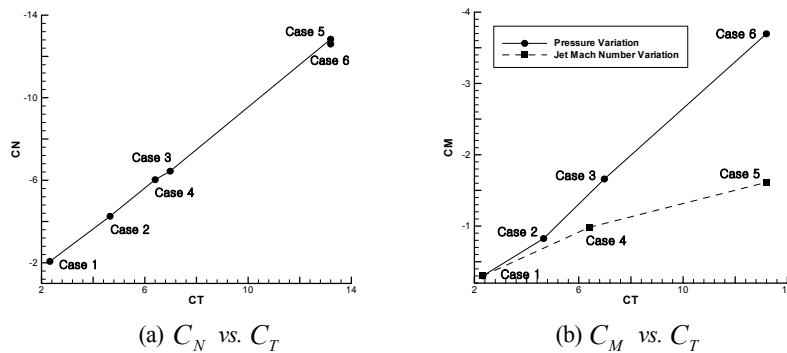 -14
-10
-6
-2
CN
Case 5
Case 6
Case 3
Case 4
Case 2
Case 1
2 6 10 14
CT
(a) C_N vs. C_T
-4
-2
-1
CM
Pressure Variation
Jet Mach Number Variation
Case 6
Case 3
Case 5
Case 2
Case 4
Case 1
2 6 10 14
CT
(b) C_M vs. C_T